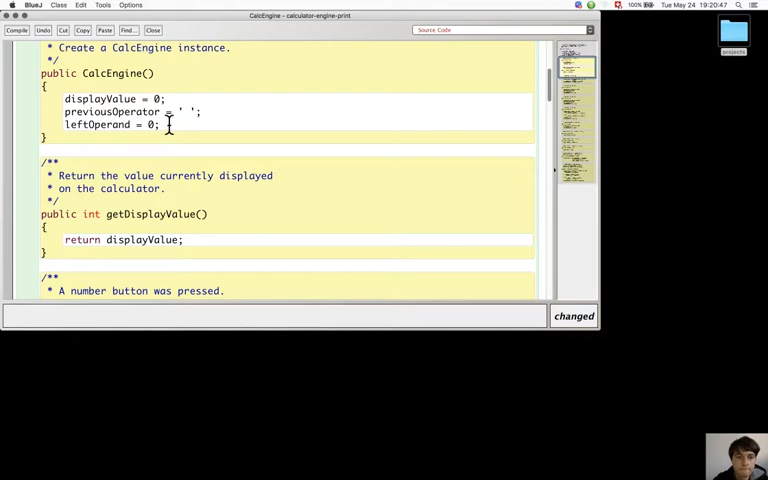 BlueJ Class Edit Tools Options 100% Tue May 24 19:20:47
CalcEngine - calculator-engine-print
Compile Undo Cut Copy Paste Find... Close Source Code
* Create a CalcEngine instance.
*/
public CalcEngine()
{
displayValue = 0;
previousOperator = ' ';
leftOperand = 0;
}
/**
* Return the value currently displayed
* on the calculator.
*/
public int getDisplayValue()
{
return displayValue;
}
/**
* A number button was pressed.
changed
projects